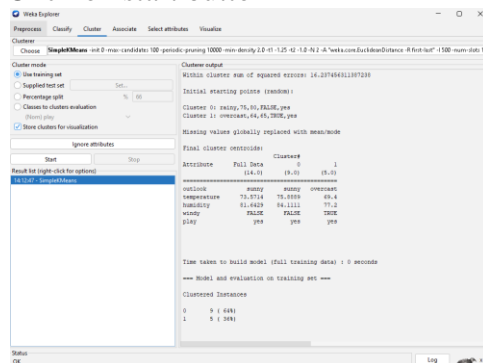 Weka Explorer
Preprocess Classify Cluster Associate Select attributes Visualize
Clusterer
Choose SimpleKMeans -init 0 -max-candidates 100 -periodic-pruning 10000 -min-density 2.0 -t1 -1.25 -t2 -1.0 -N 2 -A "weka.core.EuclideanDistance -R first-last" -I 500 -num-slots 1
Cluster mode
Use training set
Supplied test set Set...
Percentage split % 66
Classes to clusters evaluation
(Nom) play
Store clusters for visualization
Ignore attributes
Start Stop
Result list (right-click for options)
14:12:47 - SimpleKMeans
Clusterer output
Within cluster sum of squared errors:
Initial starting points (random):
Cluster 0: rainy,75,80,FALSE,yes
Cluster 1: overcast,64,65,TRUE,yes
Missing values globally replaced with mean/mode
Final cluster centroids:
Cluster#
Attribute Full Data 0 1
(14.0) (9.0) (5.0)
==================================================
outlook sunny sunny overcast
temperature 73.5714 75.8889 69.4
humidity 81.6429 84.1111 77.2
windy FALSE FALSE TRUE
play yes yes yes
Time taken to build model (full training data) : 0 seconds
=== Model and evaluation on training set ===
Clustered Instances
0 9 ( 64%)
1 5 ( 36%)
Status
OK
Log
x